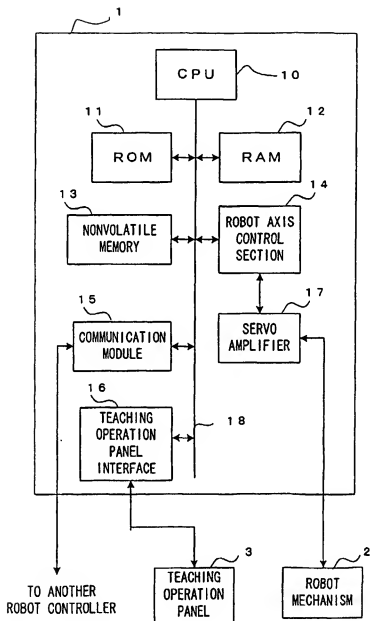 1
CPU
10
11
12
ROM
RAM
13
14
NONVOLATILE
MEMORY
ROBOT AXIS
CONTROL
SECTION
15
17
COMMUNICATION
MODULE
SERVO
AMPLIFIER
16
TEACHING
OPERATION
PANEL
INTERFACE
18
3
2
TO ANOTHER
ROBOT CONTROLLER
TEACHING
OPERATION
PANEL
ROBOT
MECHANISM